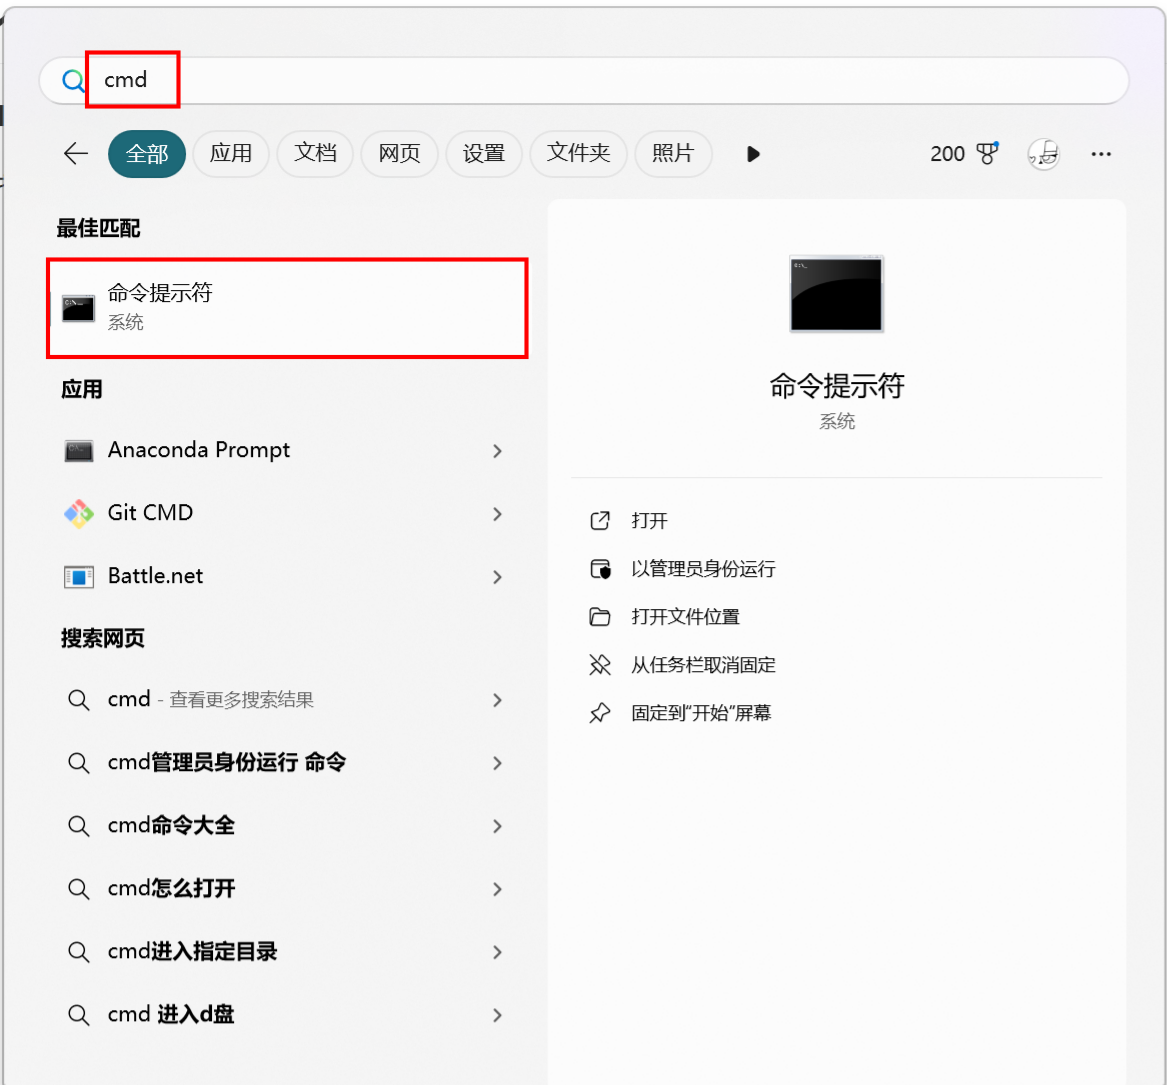 cmd
全部 应用 文档 网页 设置 文件夹 照片 200
最佳匹配
命令提示符
系统
应用
Anaconda Prompt
Git CMD
Battle.net
搜索网页
cmd - 查看更多搜索结果
cmd管理员身份运行 命令
cmd命令大全
cmd怎么打开
cmd进入指定目录
cmd 进入d盘
命令提示符
系统
打开
以管理员身份运行
打开文件位置
从任务栏取消固定
固定到"开始"屏幕